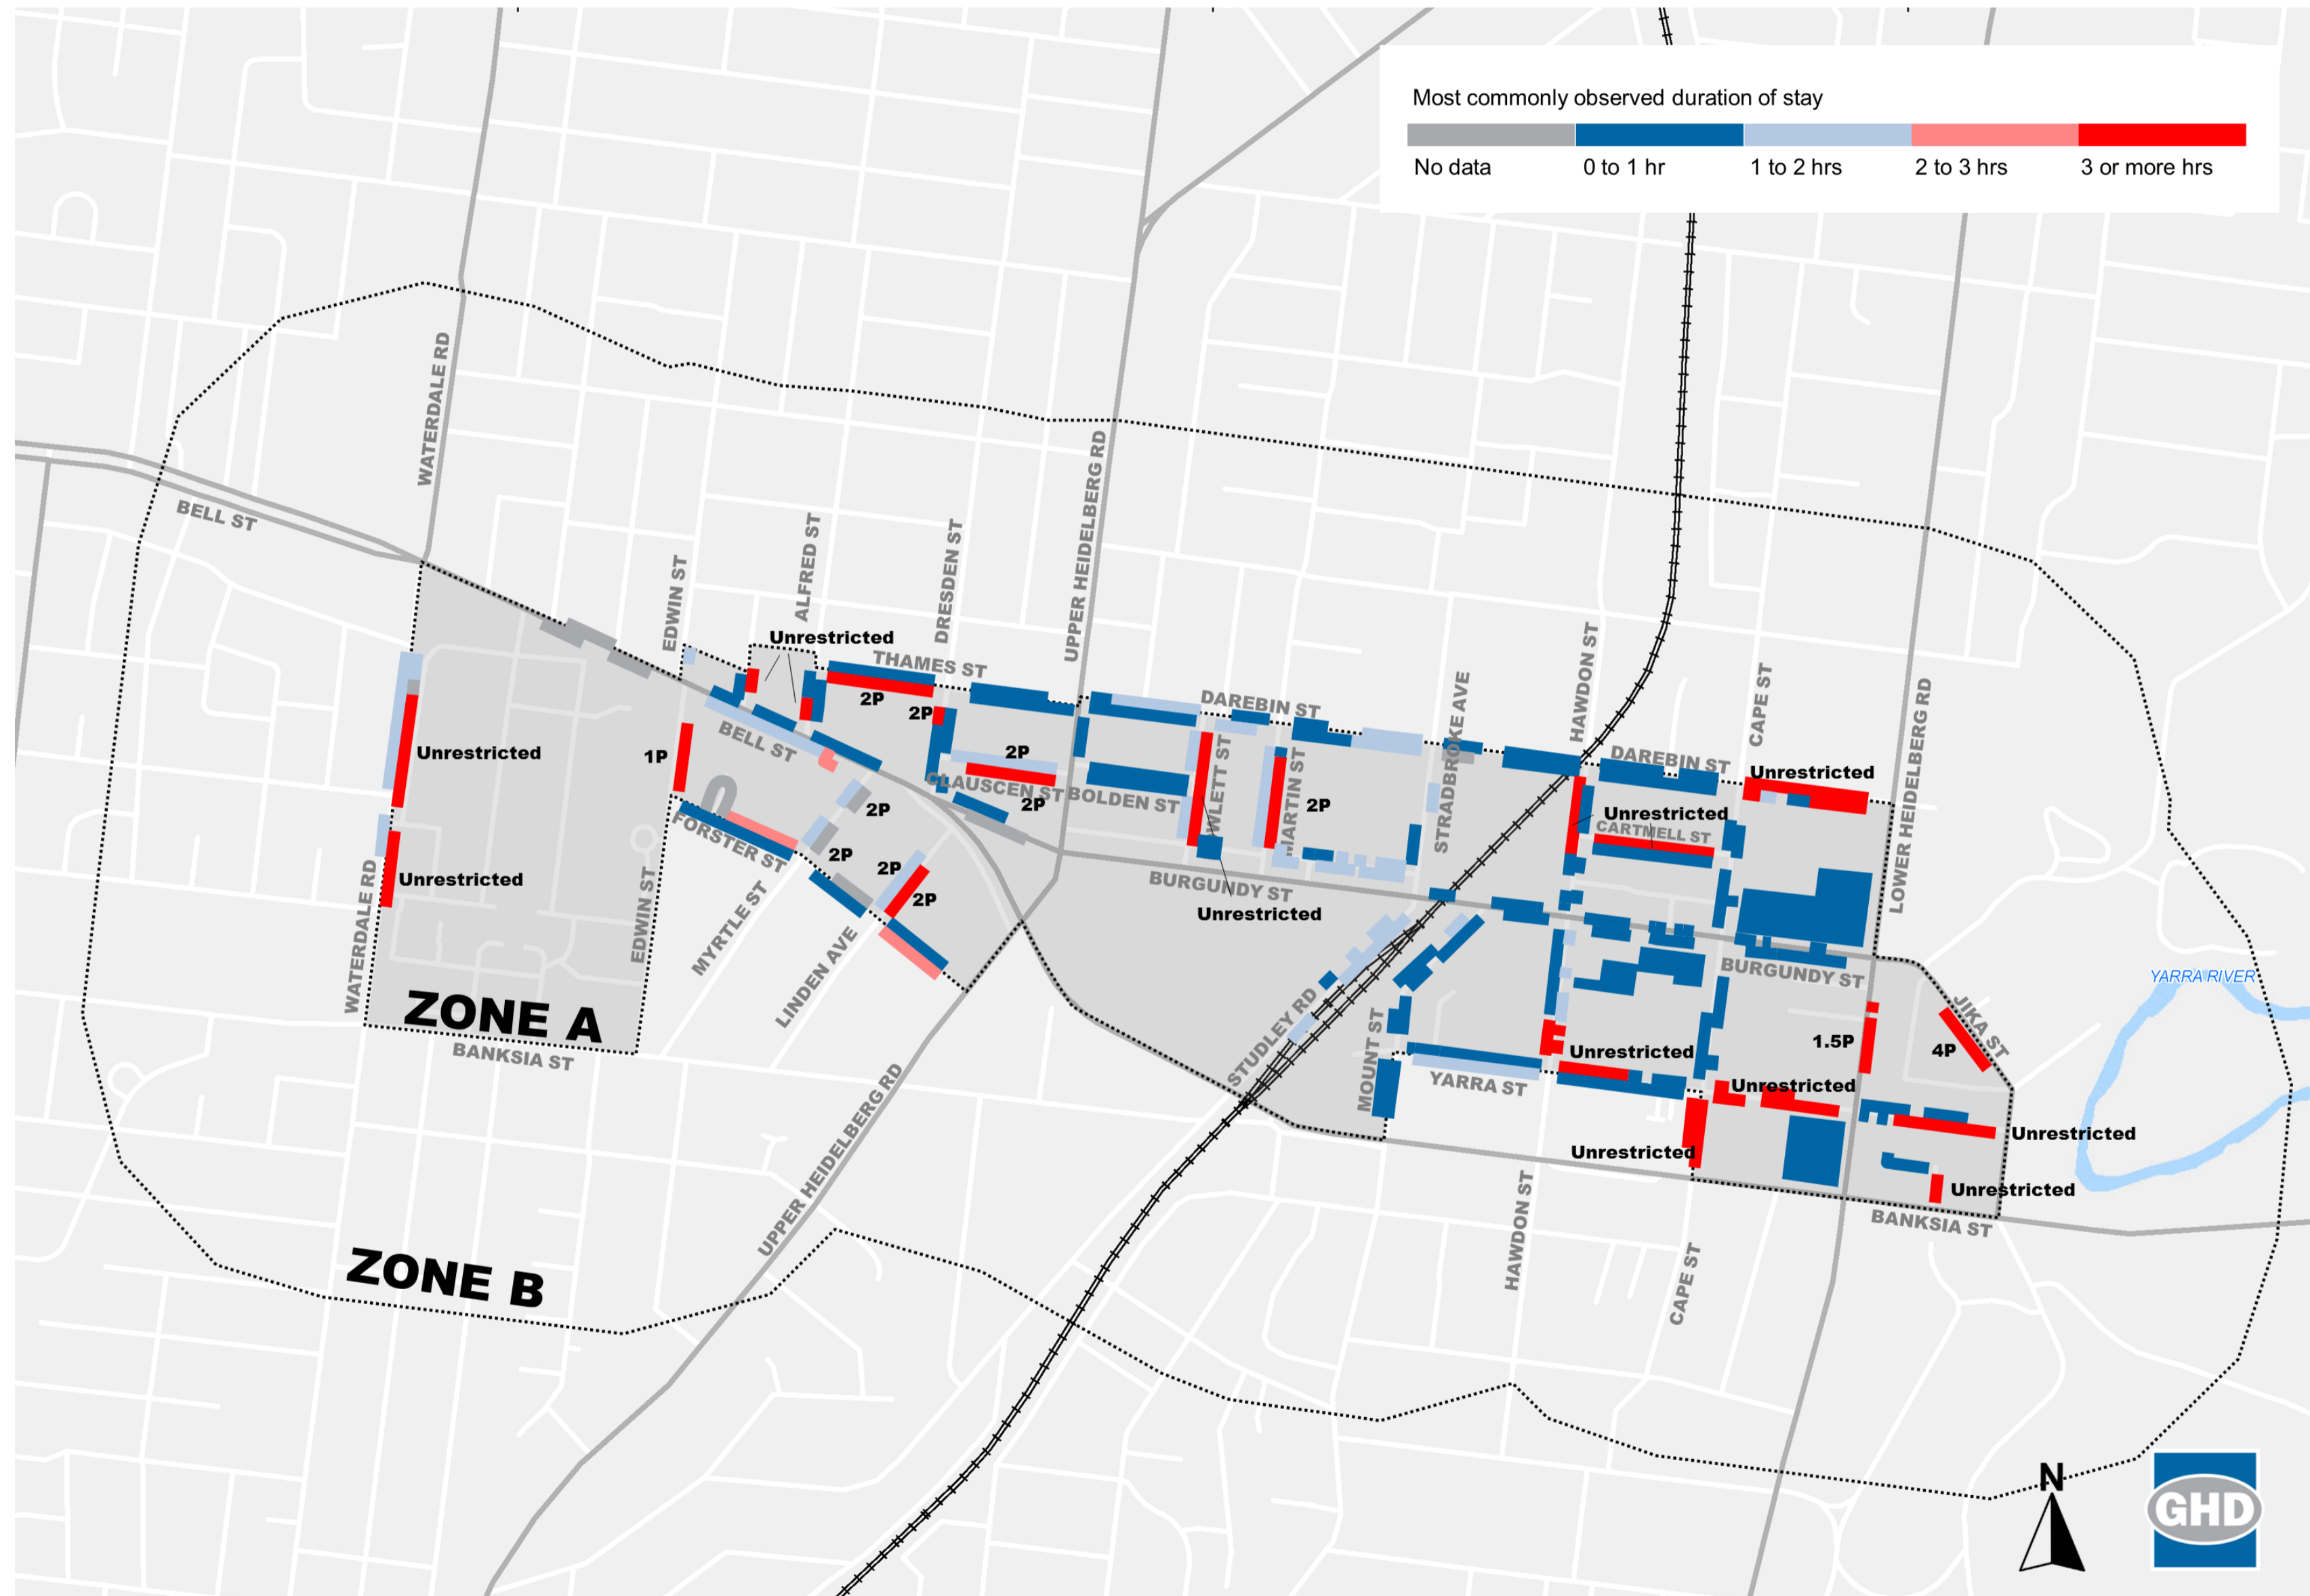 Most commonly observed duration of stay
No data
0 to 1 hr
1 to 2 hrs
2 to 3 hrs
3 or more hrs
WATERDALE RD
BELL ST
UPPER HEIDELBERG RD
ALFRED ST
DRESDEN ST
EDWIN ST
Unrestricted
THAMES ST
2P
2P
DAREBIN ST
HAWDON ST
STRADBROKE AVE
CAPE ST
LOWER HEIDELBERG RD
BELL ST
Unrestricted
1P
2P
CLAUSCEN ST
2P
BOLDEN ST
WLETT ST
MARTIN ST
2P
DAREBIN ST
Unrestricted
Unrestricted
CARTMELL ST
2P
FORSTER ST
2P
2P
2P
Unrestricted
WATERDALE RD
EDWIN ST
MYRTLE ST
LINDEN AVE
BURGUNDY ST
Unrestricted
BURGUNDY ST
YARRA RIVER
ZONE A
BANKSIA ST
STUDLEY RD
MOUNT ST
YARRA ST
Unrestricted
1.5P
4P
JIKA ST
Unrestricted
Unrestricted
Unrestricted
Unrestricted
BANKSIA ST
UPPER HEIDELBERG RD
HAWDON ST
CAPE ST
ZONE B
N
GHD